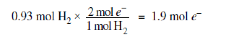 0.93 mol H₂ × 2 mol e⁻ / 1 mol H₂ = 1.9 mol e⁻